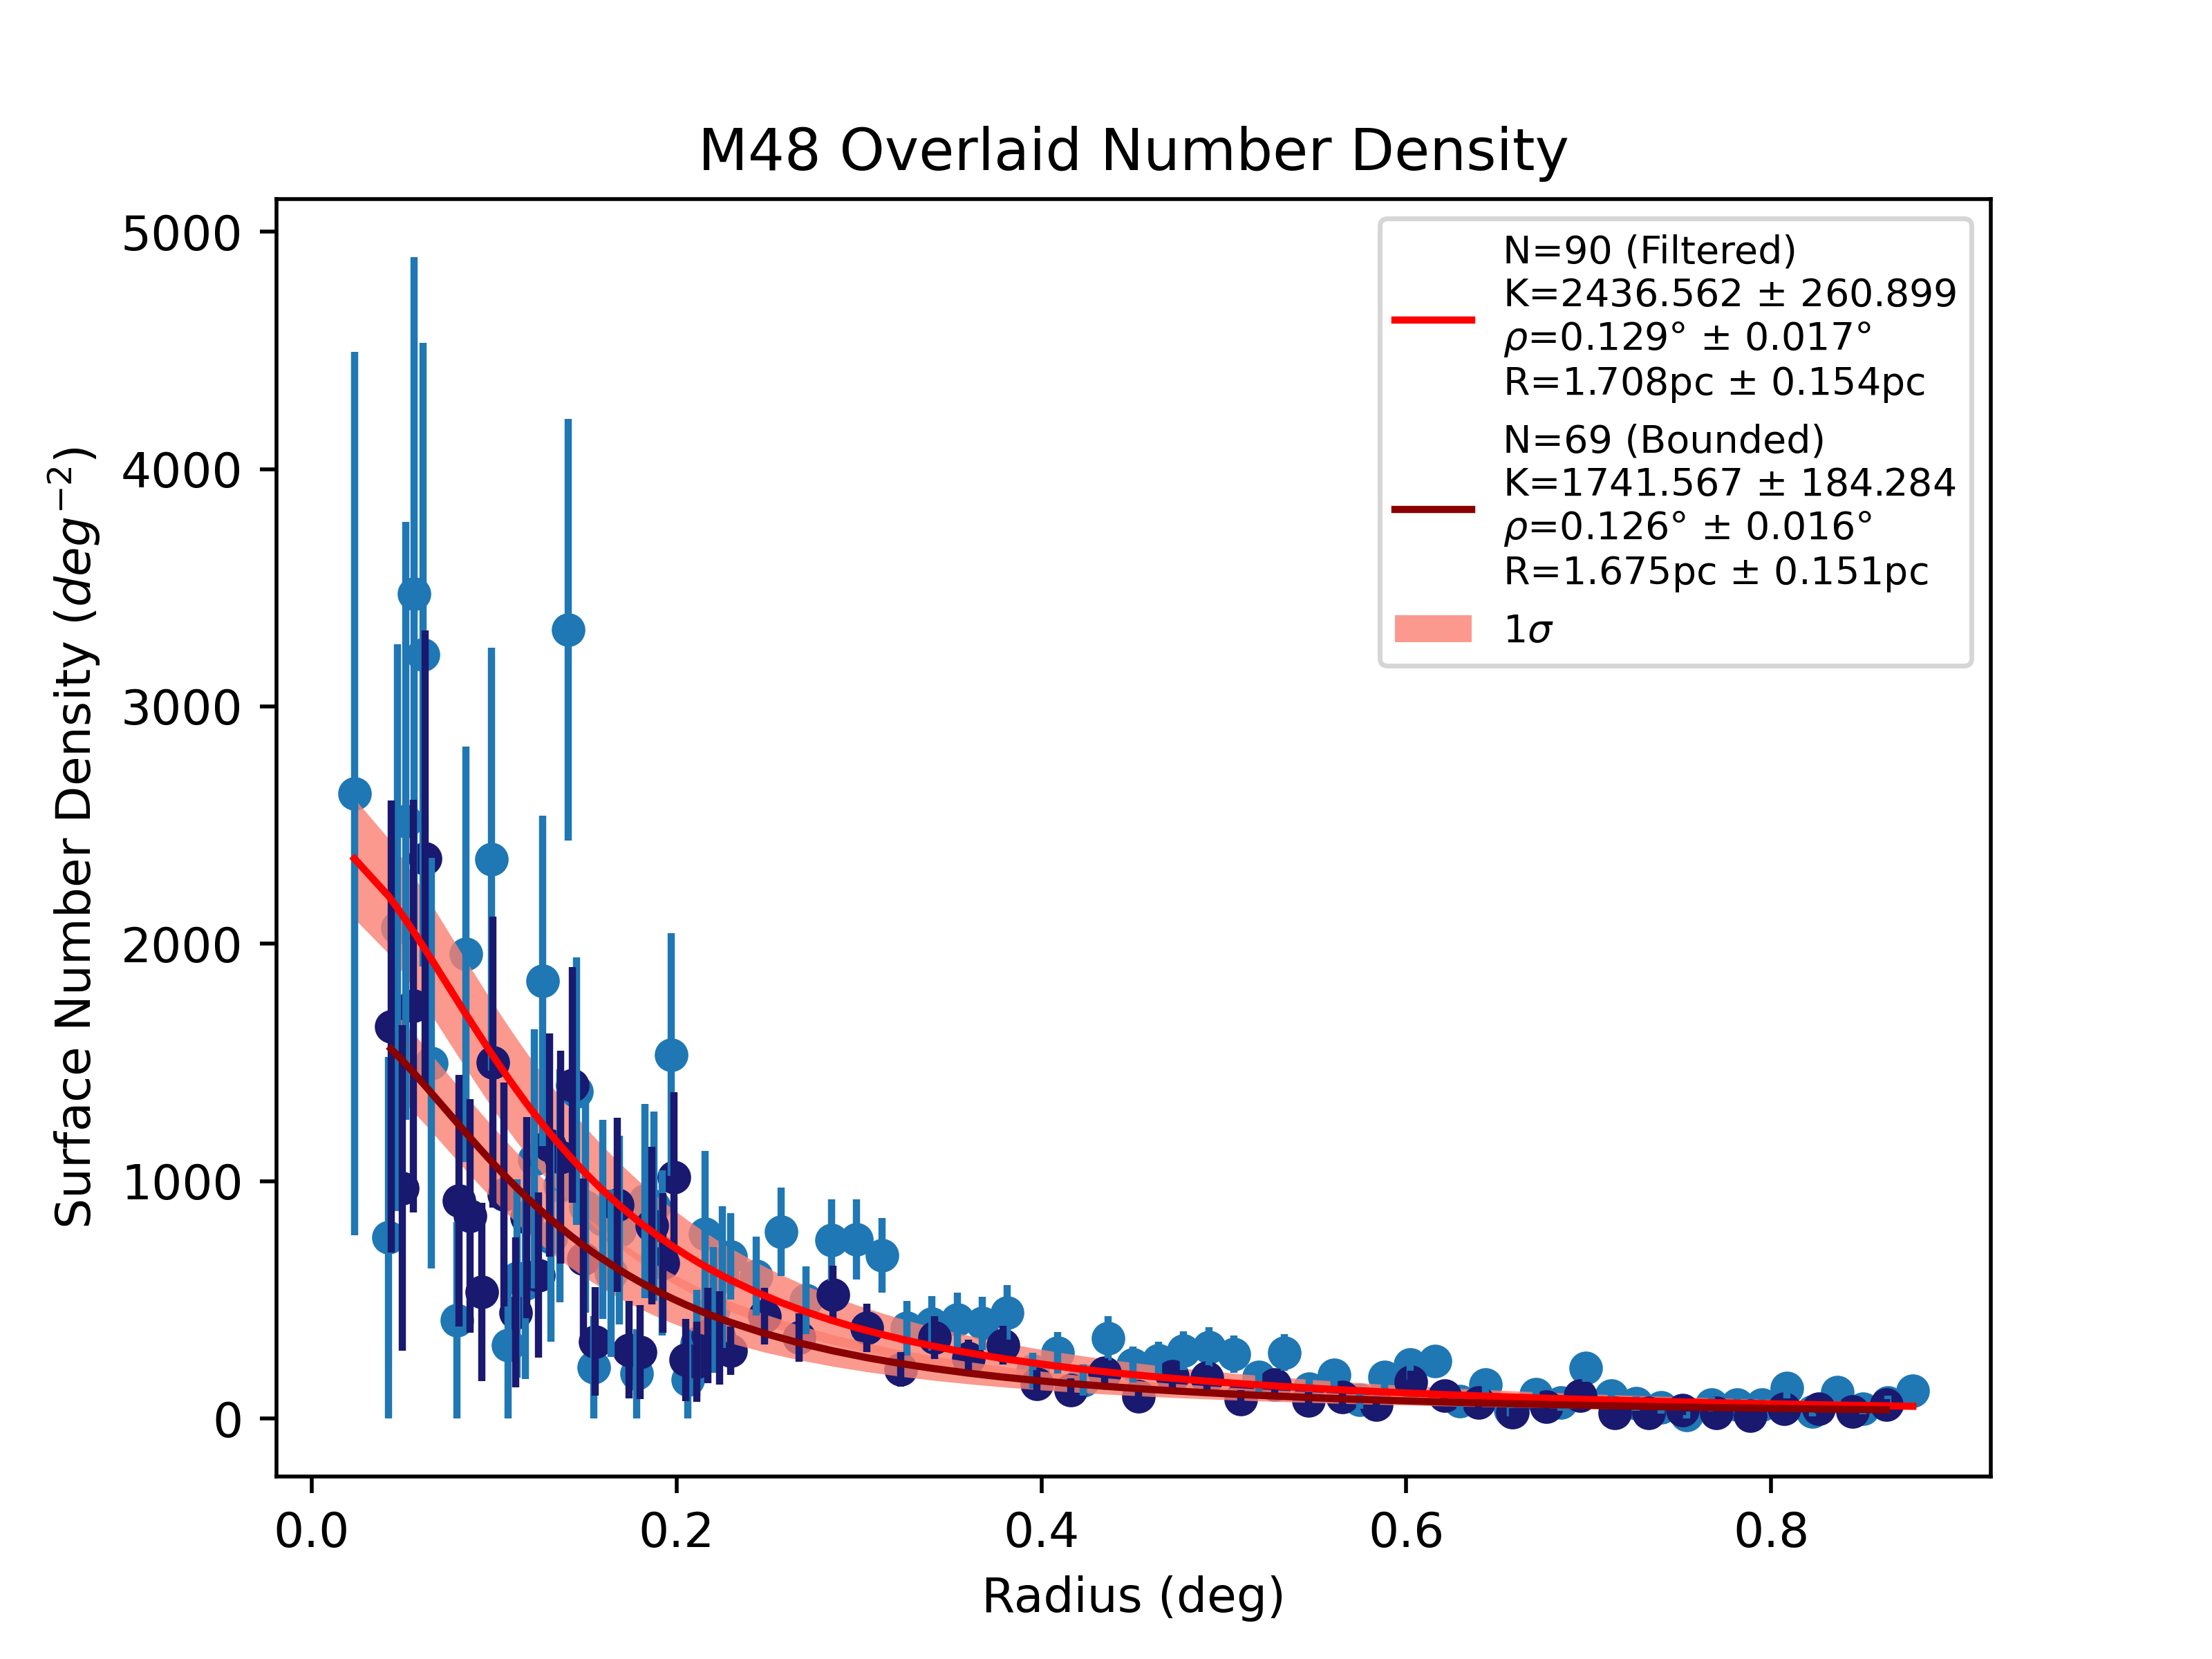 M48 Overlaid Number Density
5000
4000
3000
2000
1000
0
Surface Number Density (deg⁻²)
N=90 (Filtered)
K=2436.562 ± 260.899
ρ=0.129° ± 0.017°
R=1.708pc ± 0.154pc
N=69 (Bounded)
K=1741.567 ± 184.284
ρ=0.126° ± 0.016°
R=1.675pc ± 0.151pc
1σ
0.0 0.2 0.4 0.6 0.8
Radius (deg)